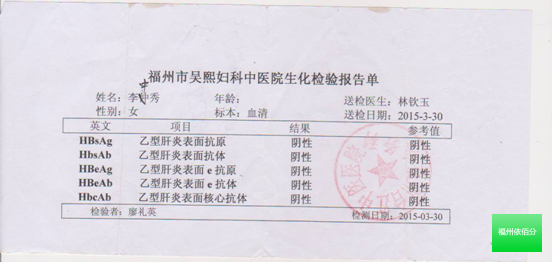 福州市吴熙妇科中医院生化检验报告单
姓名：李钟秀 年龄： 送检医生：林钦玉
性别：女 标本：血清 送检日期：2015-3-30
英文 项目 结果 参考值
HBsAg 乙型肝炎表面抗原 阴性 阴性
HbsAb 乙型肝炎表面抗体 阴性 阴性
HBeAg 乙型肝炎表面 e 抗原 阴性 阴性
HBeAb 乙型肝炎表面 e 抗体 阴性 阴性
HbcAb 乙型肝炎表面核心抗体 阴性 阴性
检验者：廖礼英 检测日期：2015-03-30
福州依佰分